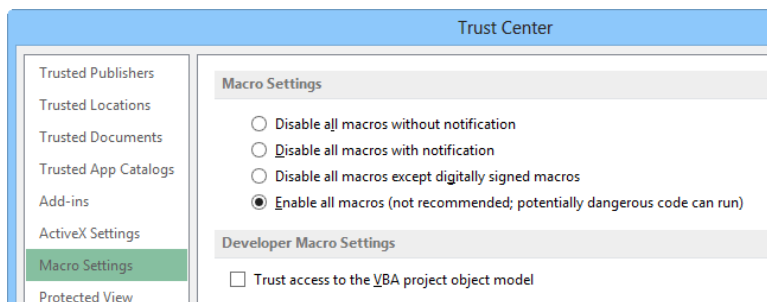 Trust Center
Trusted Publishers
Trusted Locations
Trusted Documents
Trusted App Catalogs
Add-ins
ActiveX Settings
Macro Settings
Protected View
Macro Settings
Disable all macros without notification
Disable all macros with notification
Disable all macros except digitally signed macros
Enable all macros (not recommended; potentially dangerous code can run)
Developer Macro Settings
Trust access to the VBA project object model